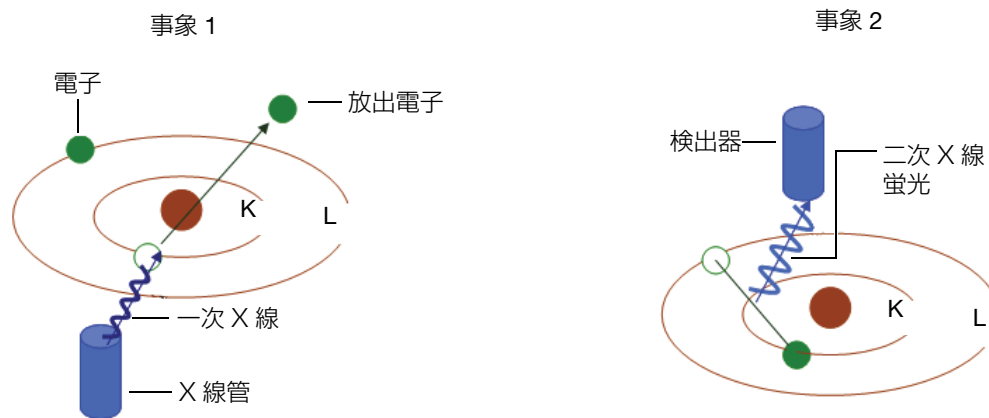 事象 1
電子
放出電子
K
L
一次 X 線
X 線管
事象 2
検出器
二次 X 線
蛍光
K
L